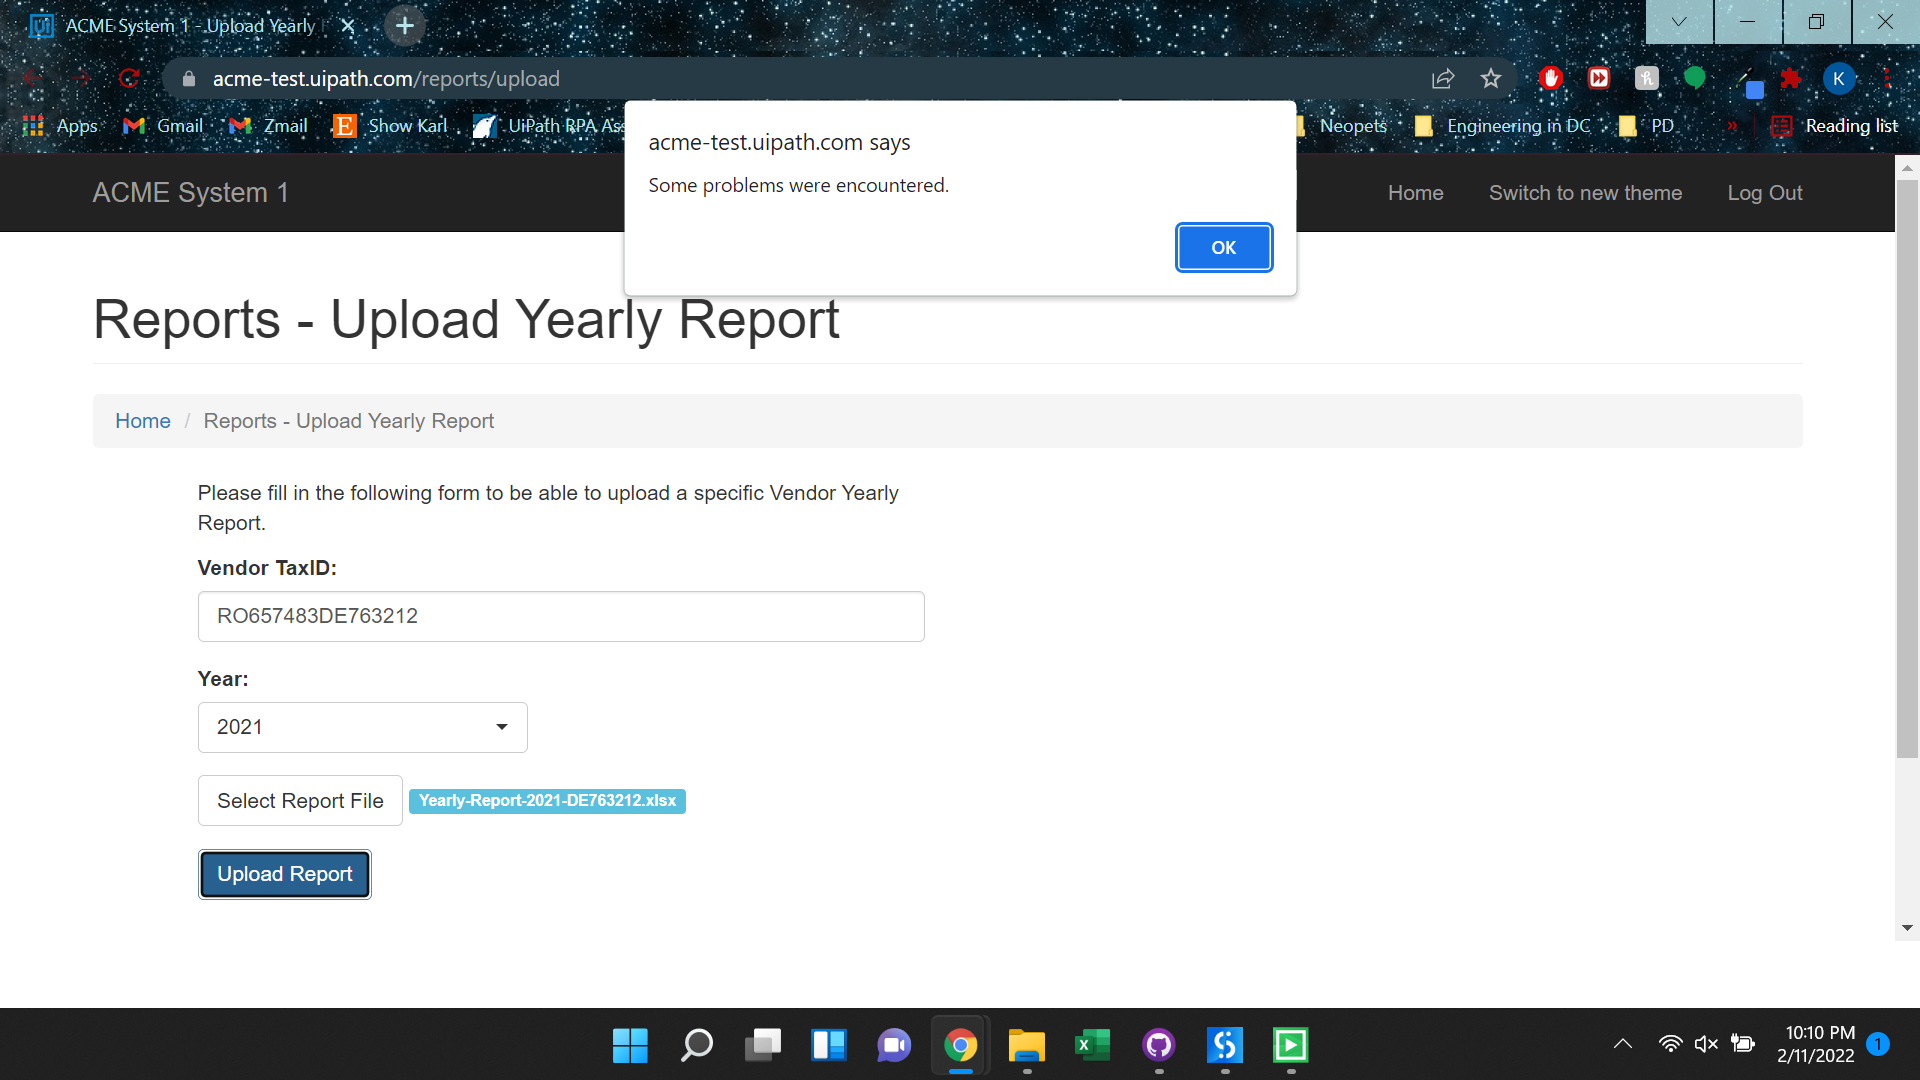 ACME System 1 - Upload Yearly
acme-test.uipath.com/reports/upload
K
Apps
Gmail
Zmail
Show Karl
UiPath RPA Ass
Neopets
Engineering in DC
PD
»
Reading list
acme-test.uipath.com says
Some problems were encountered.
OK
ACME System 1
Home
Switch to new theme
Log Out
Reports - Upload Yearly Report
Home / Reports - Upload Yearly Report
Please fill in the following form to be able to upload a specific Vendor Yearly
Report.
Vendor TaxID:
RO657483DE763212
Year:
2021
Select Report File
Yearly-Report-2021-DE763212.xlsx
Upload Report
10:10 PM
2/11/2022
1